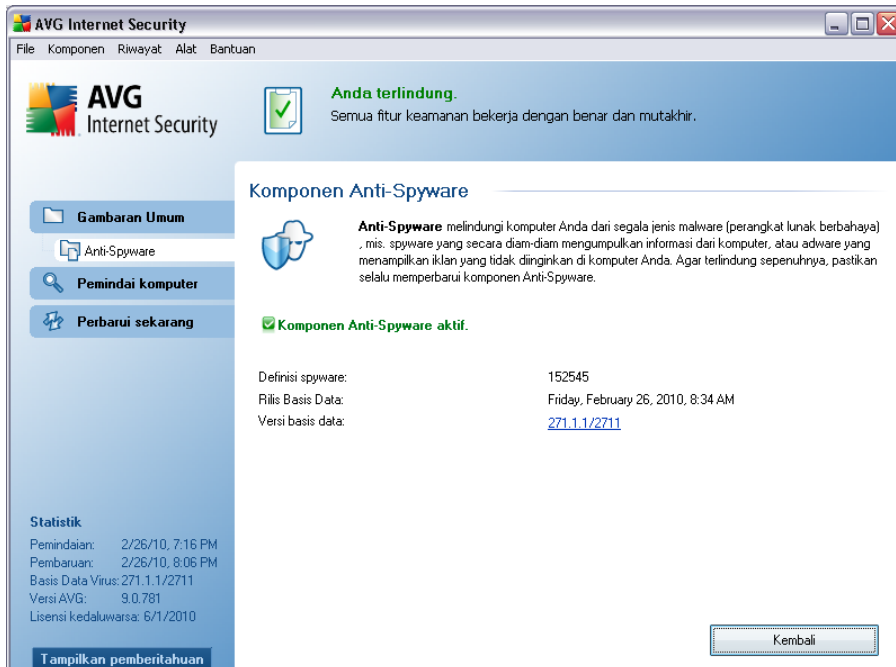 AVG Internet Security
File Komponen Riwayat Alat Bantuan
AVG
Internet Security
Anda terlindung.
Semua fitur keamanan bekerja dengan benar dan mutakhir.
Gambaran Umum
Anti-Spyware
Pemindai komputer
Perbarui sekarang
Komponen Anti-Spyware
Anti-Spyware melindungi komputer Anda dari segala jenis malware (perangkat lunak berbahaya)
, mis. spyware yang secara diam-diam mengumpulkan informasi dari komputer, atau adware yang
menampilkan iklan yang tidak diinginkan di komputer Anda. Agar terlindung sepenuhnya, pastikan
selalu memperbarui komponen Anti-Spyware.
Komponen Anti-Spyware aktif.
Definisi spyware: 152545
Rilis Basis Data: Friday, February 26, 2010, 8:34 AM
Versi basis data: 271.1.1/2711
Statistik
Pemindaian: 2/26/10, 7:16 PM
Pembaruan: 2/26/10, 8:06 PM
Basis Data Virus: 271.1.1/2711
Versi AVG: 9.0.781
Lisensi kedaluwarsa: 6/1/2010
Tampilkan pemberitahuan
Kembali